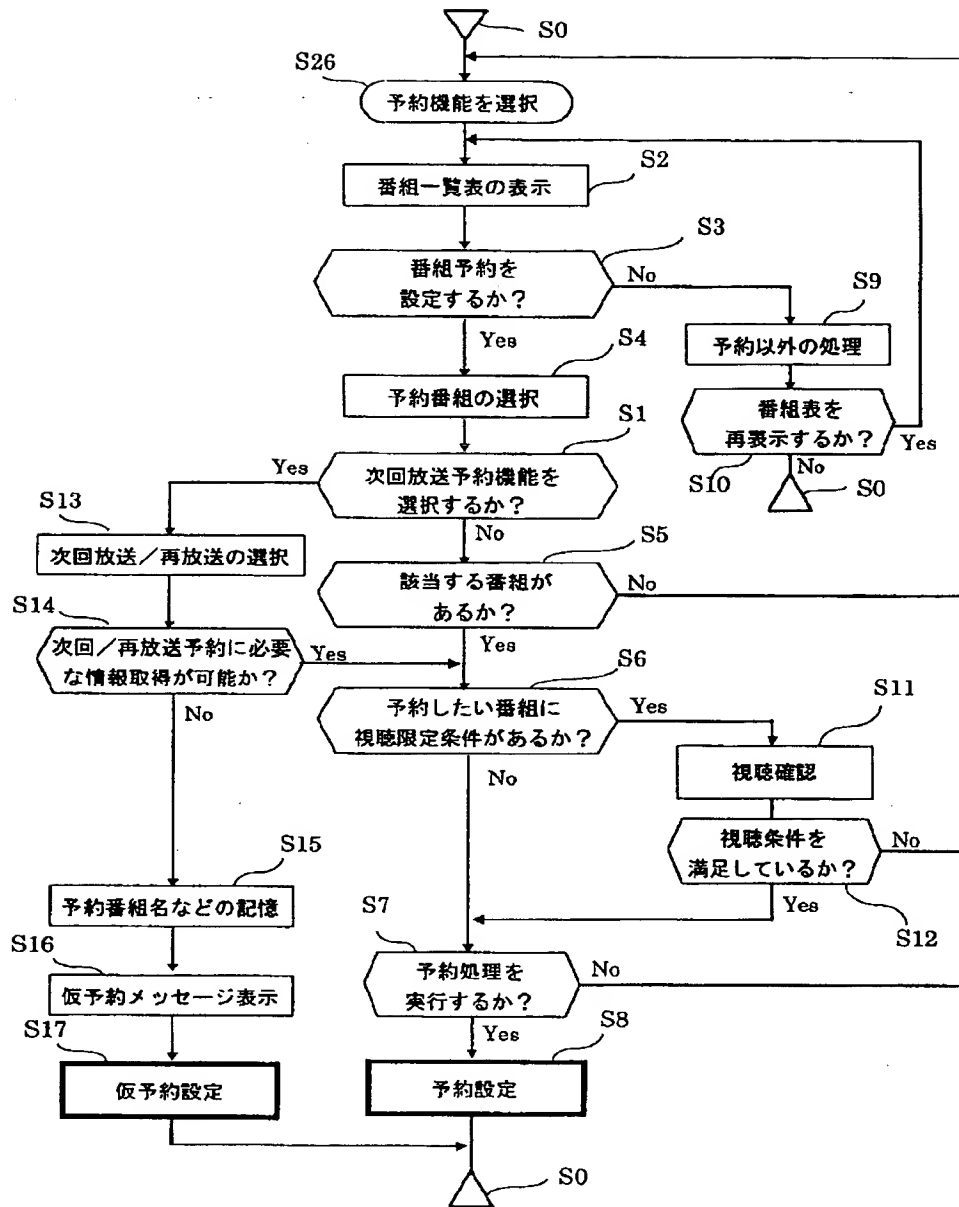 S0
S26
予約機能を選択
S2
番組一覧表の表示
S3
番組予約を
設定するか?
No
Yes
S9
予約以外の処理
S4
予約番組の選択
番組表を
再表示するか?
Yes
S10
No
S0
S1
次回放送予約機能を
選択するか?
Yes
No
S13
次回放送/再放送の選択
S5
該当する番組が
あるか?
No
Yes
S14
次回/再放送予約に必要
な情報取得が可能か?
Yes
No
S6
予約したい番組に
視聴限定条件があるか?
Yes
No
S11
視聴確認
視聴条件を
満足しているか?
No
Yes
S12
S15
予約番組名などの記憶
S16
仮予約メッセージ表示
S7
予約処理を
実行するか?
No
Yes
S17
仮予約設定
S8
予約設定
S0